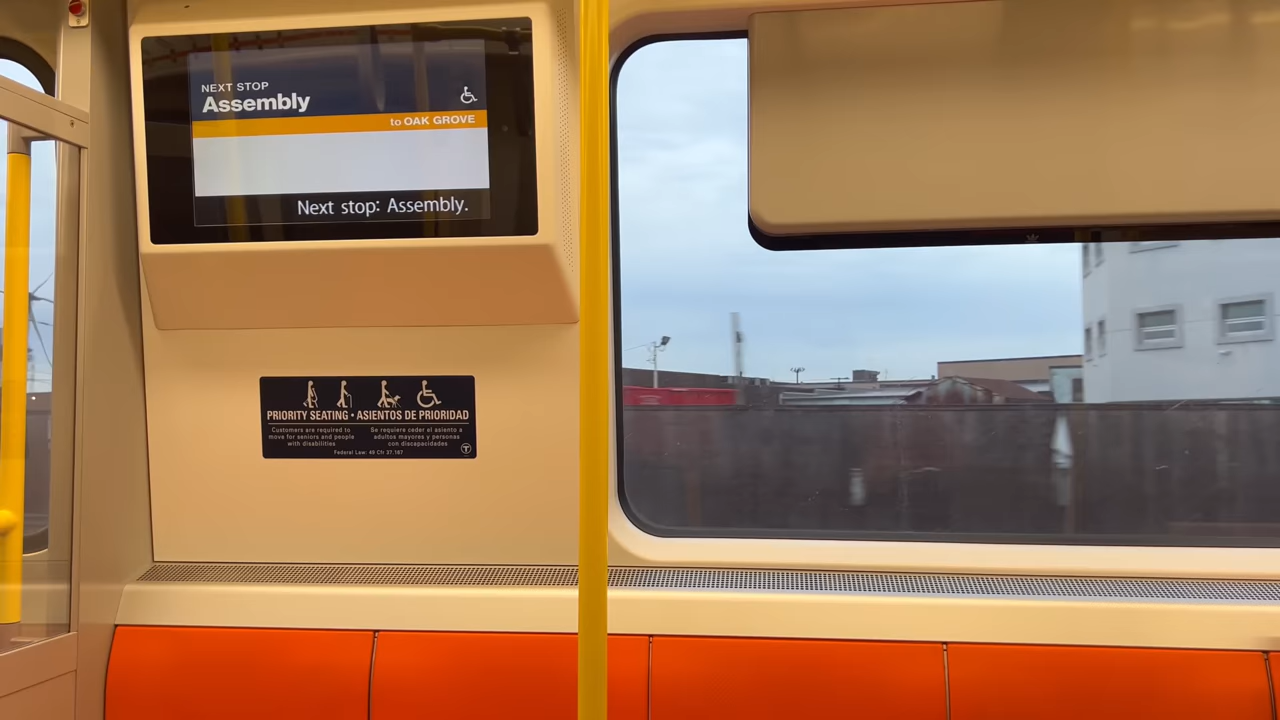 NEXT STOP
Assembly
to OAK GROVE
Next stop: Assembly.
PRIORITY SEATING • ASIENTOS DE PRIORIDAD
Customers are required to
move for seniors and people
with disabilities
Se requiere ceder el asiento a
adultos mayores y personas
con discapacidades
Federal Law: 49 Cfr 37.167
T